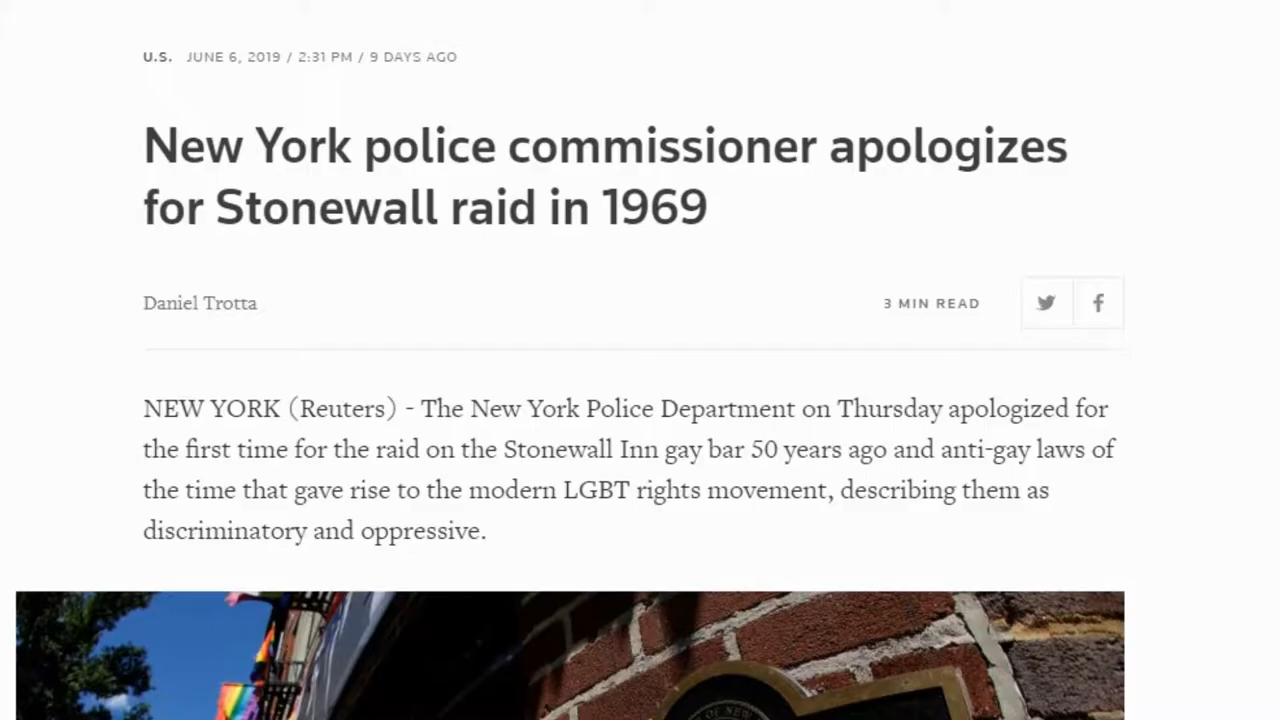 U.S. JUNE 6, 2019 / 2:31 PM / 9 DAYS AGO
New York police commissioner apologizes
for Stonewall raid in 1969
Daniel Trotta
3 MIN READ
NEW YORK (Reuters) - The New York Police Department on Thursday apologized for
the first time for the raid on the Stonewall Inn gay bar 50 years ago and anti-gay laws of
the time that gave rise to the modern LGBT rights movement, describing them as
discriminatory and oppressive.
OF NEW